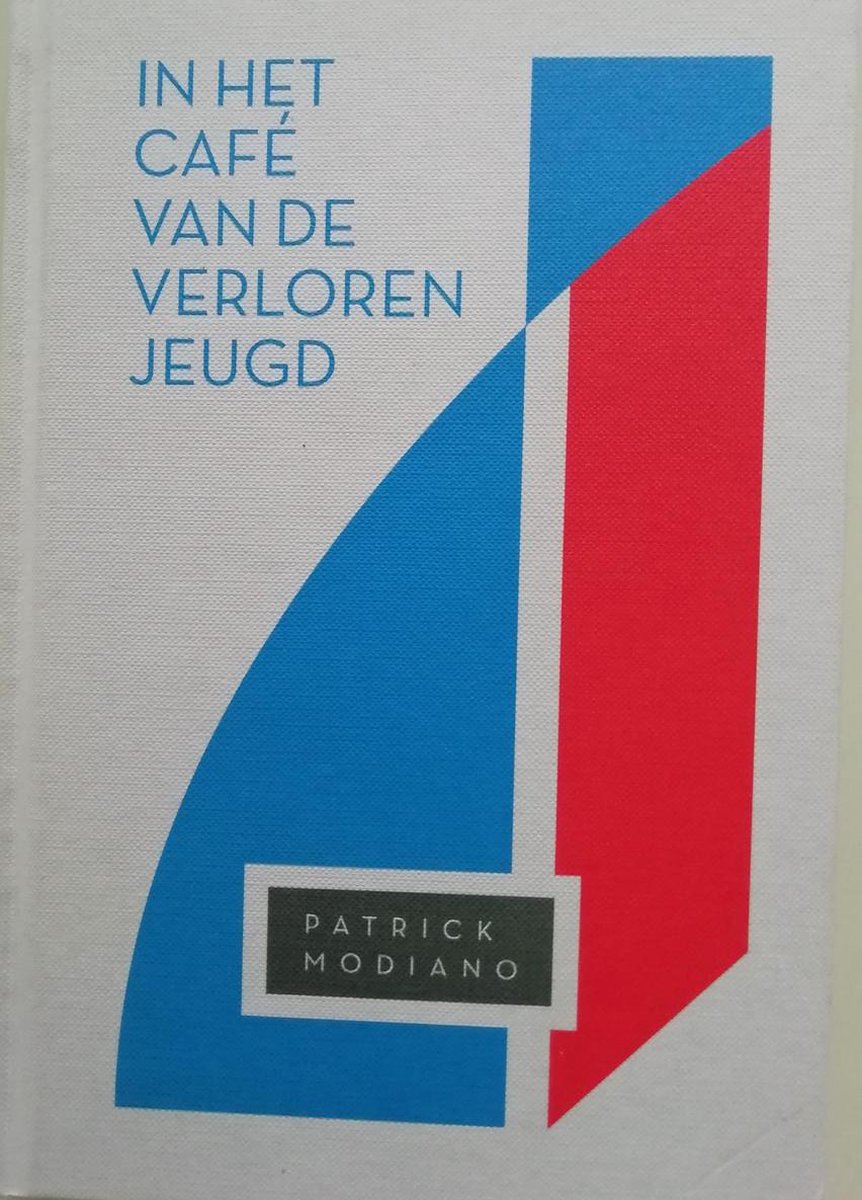 IN HET
CAFÉ
VAN DE
VERLOREN
JEUGD
PATRICK
MODIANO